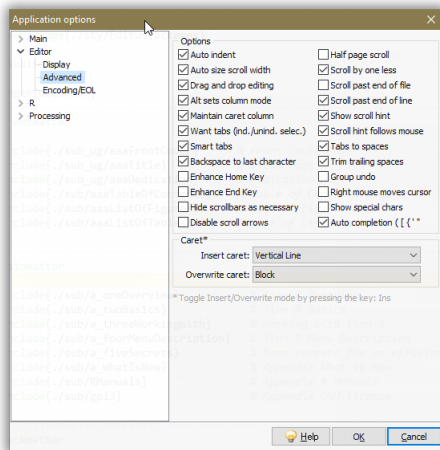 Application options
Main
Editor
Display
Advanced
Encoding/EOL
R
Processing
Options
Auto indent
Auto size scroll width
Drag and drop editing
Alt sets column mode
Maintain caret column
Want tabs (ind./unind. selec.)
Smart tabs
Backspace to last character
Enhance Home Key
Enhance End Key
Hide scrollbars as necessary
Disable scroll arrows
Half page scroll
Scroll by one less
Scroll past end of file
Scroll past end of line
Show scroll hint
Scroll hint follows mouse
Tabs to spaces
Trim trailing spaces
Group undo
Right mouse moves cursor
Show special chars
Auto completion ( [ { ' "
Caret*
Insert caret: Vertical Line
Overwrite caret: Block
* Toggle Insert/Overwrite mode by pressing the key: Ins
Help OK Cancel